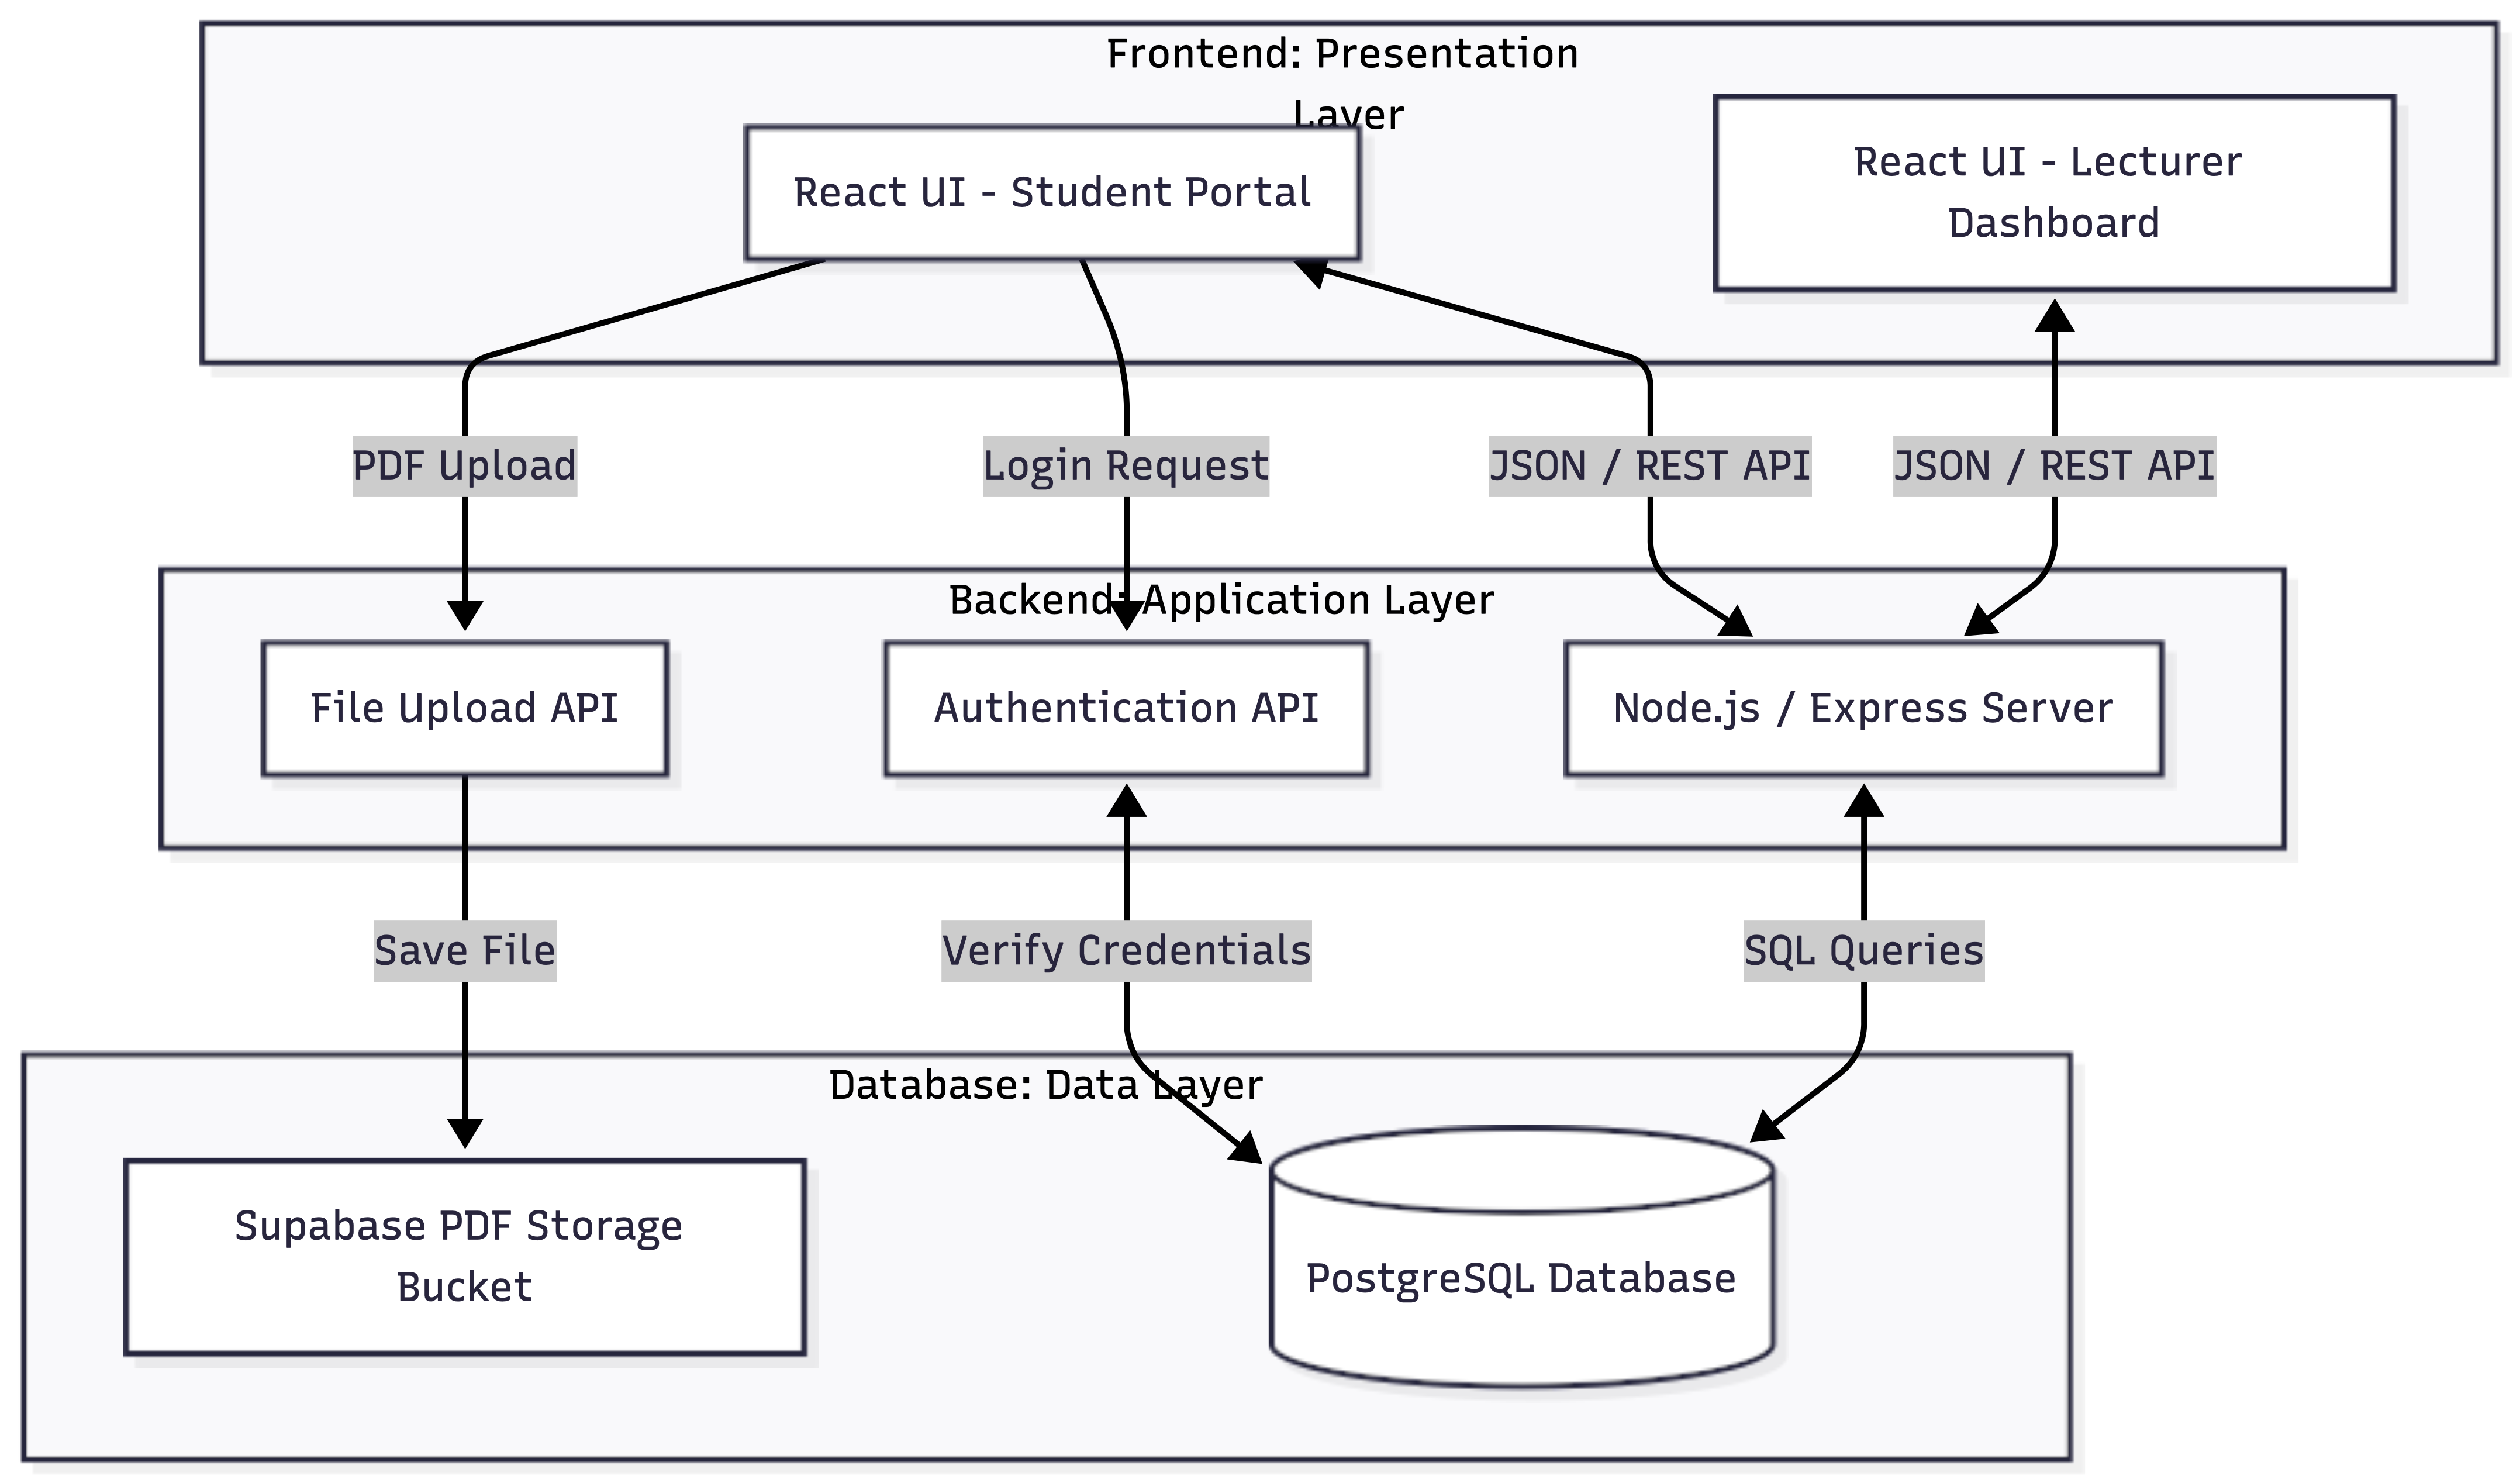 Frontend: Presentation
Layer
React UI - Student Portal
React UI - Lecturer
Dashboard
PDF Upload
Login Request
JSON / REST API
JSON / REST API
Backend: Application Layer
File Upload API
Authentication API
Node.js / Express Server
Save File
Verify Credentials
SQL Queries
Database: Data Layer
Supabase PDF Storage
Bucket
PostgreSQL Database